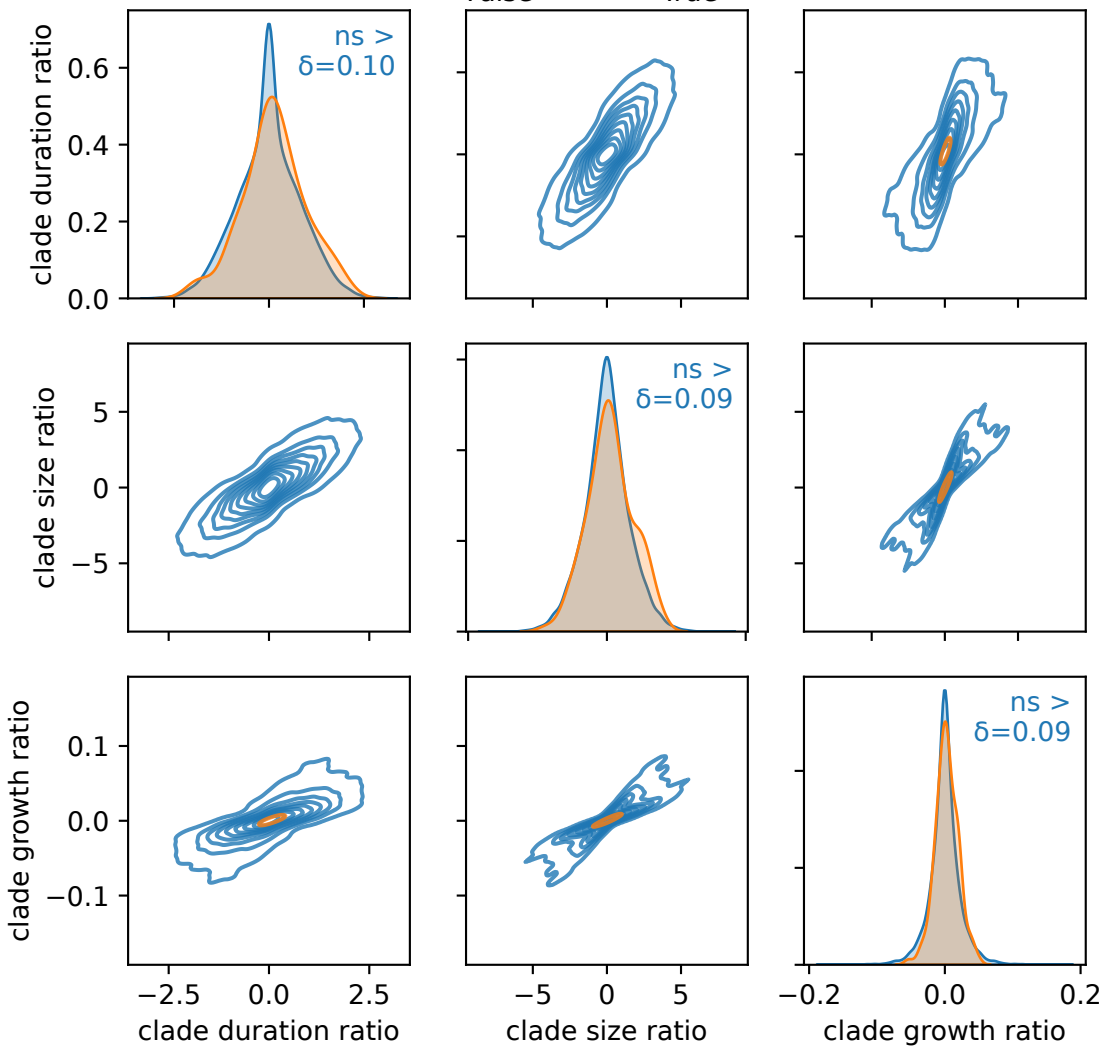 clade duration ratio
0.6
0.4
0.2
0.0
ns >
δ=0.10
clade size ratio
5
0
−5
ns >
δ=0.09
clade growth ratio
0.1
0.0
−0.1
ns >
δ=0.09
−2.5 0.0 2.5
−5 0 5
−0.2 0.0 0.2
clade duration ratio
clade size ratio
clade growth ratio